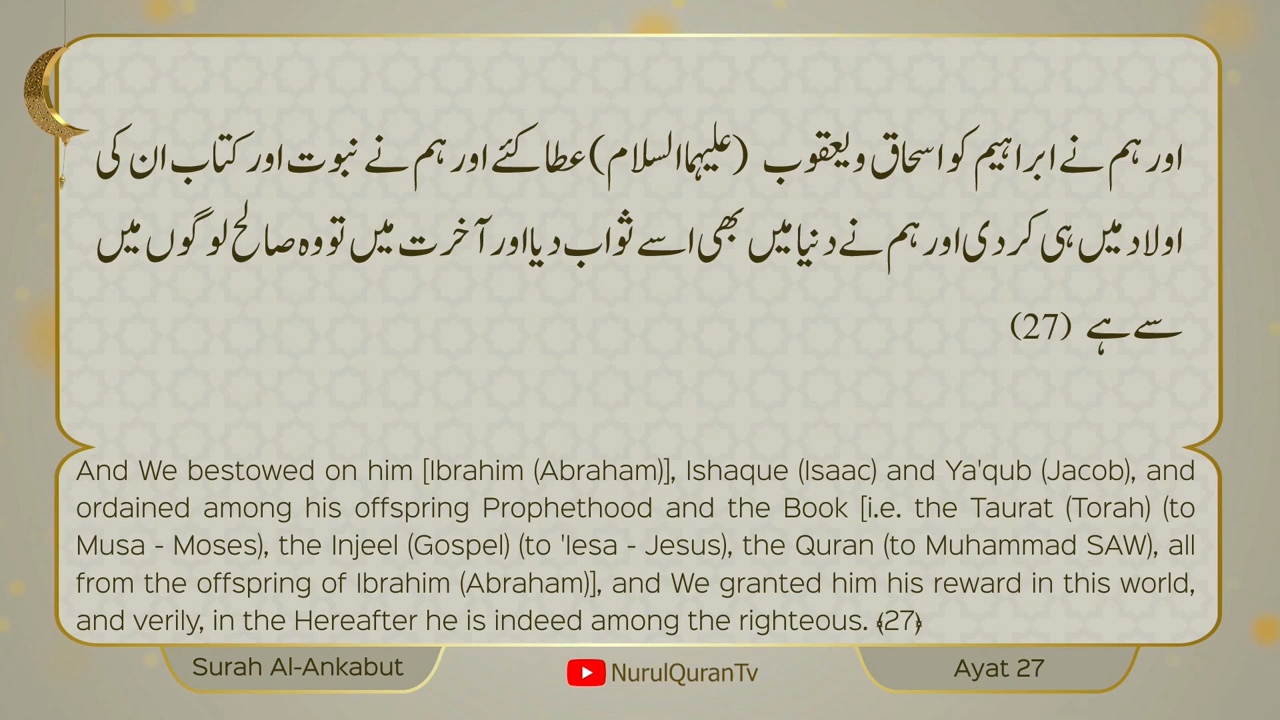 اور ہم نے ابراہیم کو اسحاق و یعقوب (علیہماالسلام) عطا کئے اور ہم نے نبوت اور کتاب ان کی
اولاد میں ہی کر دی اور ہم نے دنیا میں بھی اسے ثواب دیا اور آخرت میں تو وه صالح لوگوں میں
سے ہے (27)
And We bestowed on him [Ibrahim (Abraham)], Ishaque (Isaac) and Ya'qub (Jacob), and
ordained among his offspring Prophethood and the Book [i.e. the Taurat (Torah) (to
Musa - Moses), the Injeel (Gospel) (to 'Iesa - Jesus), the Quran (to Muhammad SAW), all
from the offspring of Ibrahim (Abraham)], and We granted him his reward in this world,
and verily, in the Hereafter he is indeed among the righteous. ﴾27﴿
Surah Al-Ankabut
NurulQuranTv
Ayat 27